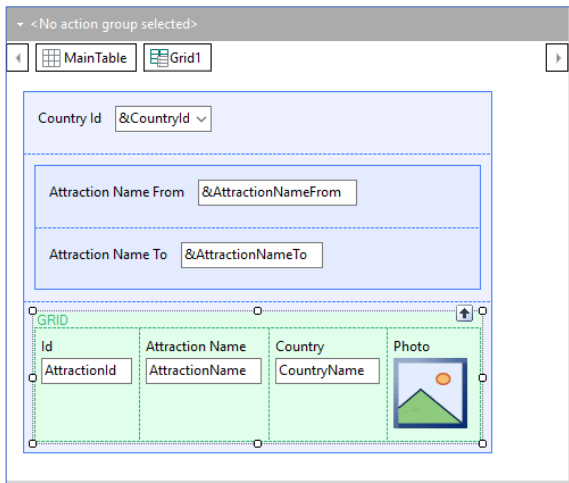 <No action group selected>
MainTable Grid1
Country Id &CountryId
Attraction Name From &AttractionNameFrom
Attraction Name To &AttractionNameTo
GRID
Id Attraction Name Country Photo
AttractionId AttractionName CountryName